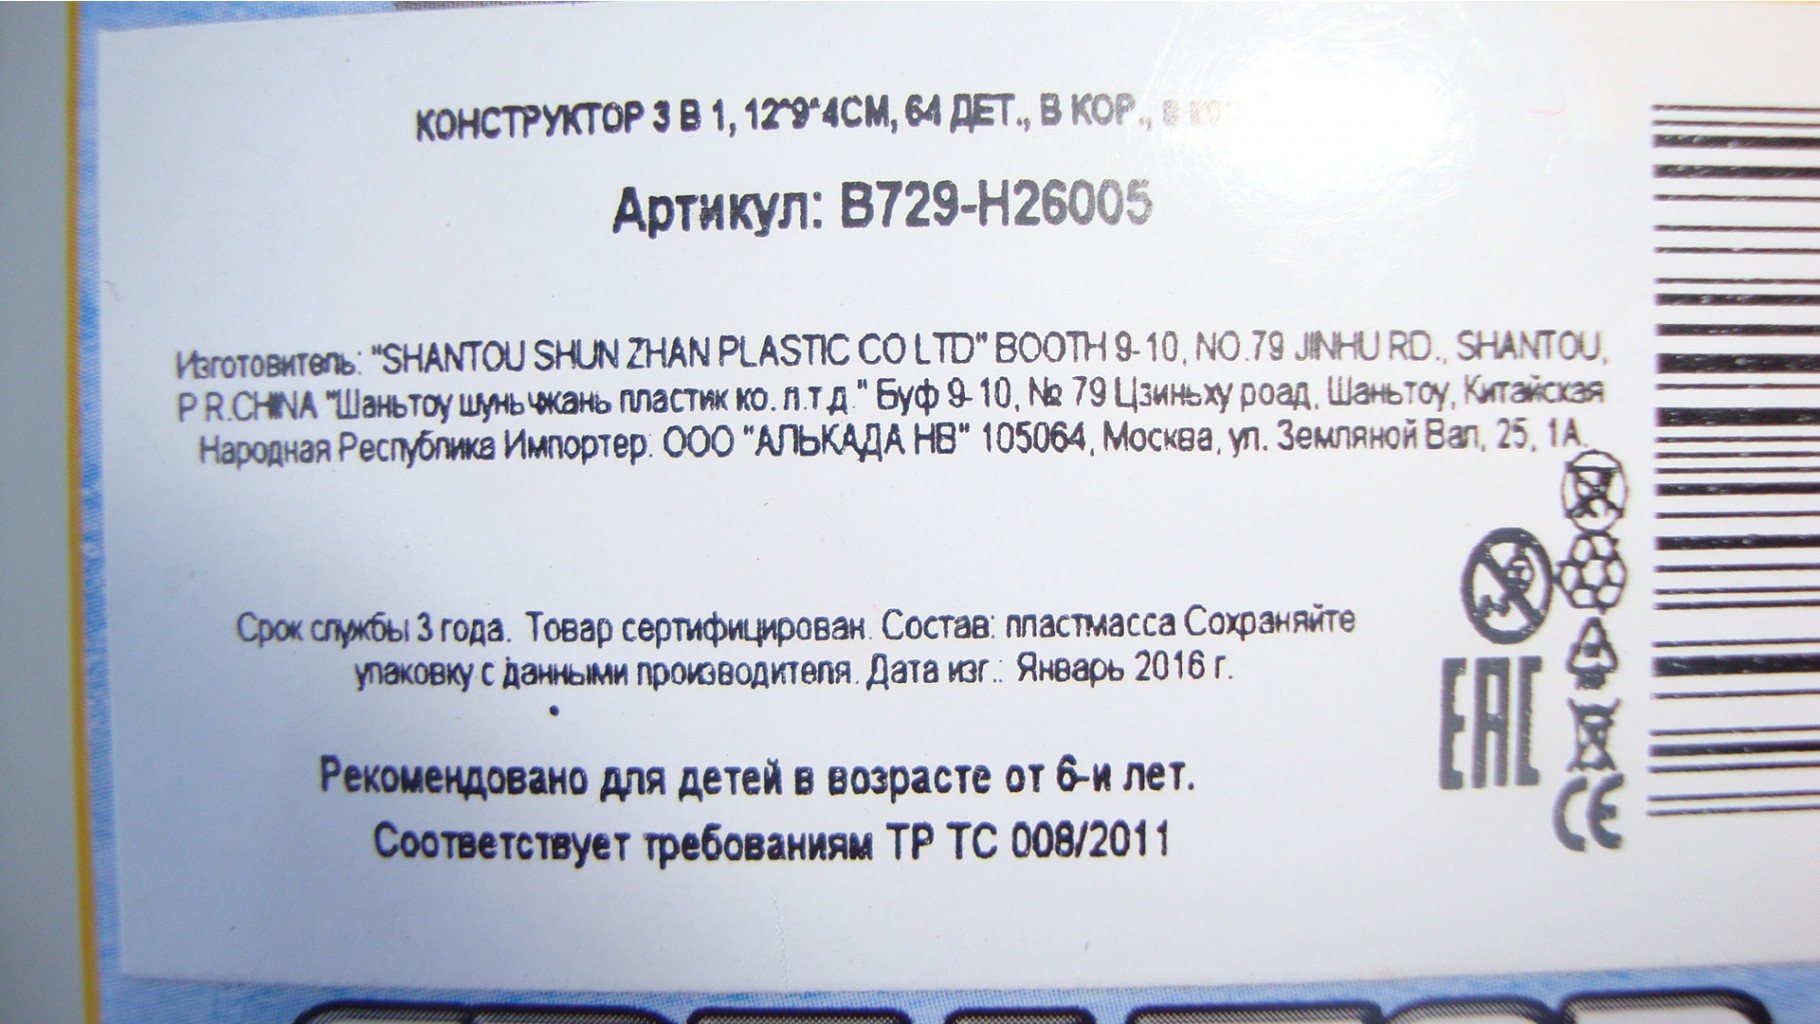 КОНСТРУКТОР 3 В 1, 12*9*4СМ, 64 ДЕТ., В КОР., В
Артикул: B729-H26005
Изготовитель: "SHANTOU SHUN ZHAN PLASTIC CO LTD" BOOTH 9-10, NO.79 JINHU RD., SHANTOU,
P R.CHINA "Шаньтоу шуньчжань пластик ко. л.т.д." Буф 9-10, № 79 Цзиньху роад, Шаньтоу, Китайская
Народная Республика Импортер: ООО "АЛЬКАДА НВ" 105064, Москва, ул. Земляной Вал, 25, 1А.
Срок службы 3 года. Товар сертифицирован. Состав: пластмасса Сохраняйте
упаковку с данными производителя. Дата изг.: Январь 2016 г.
EAC
CE
Рекомендовано для детей в возрасте от 6-и лет.
Соответствует требованиям ТР ТС 008/2011